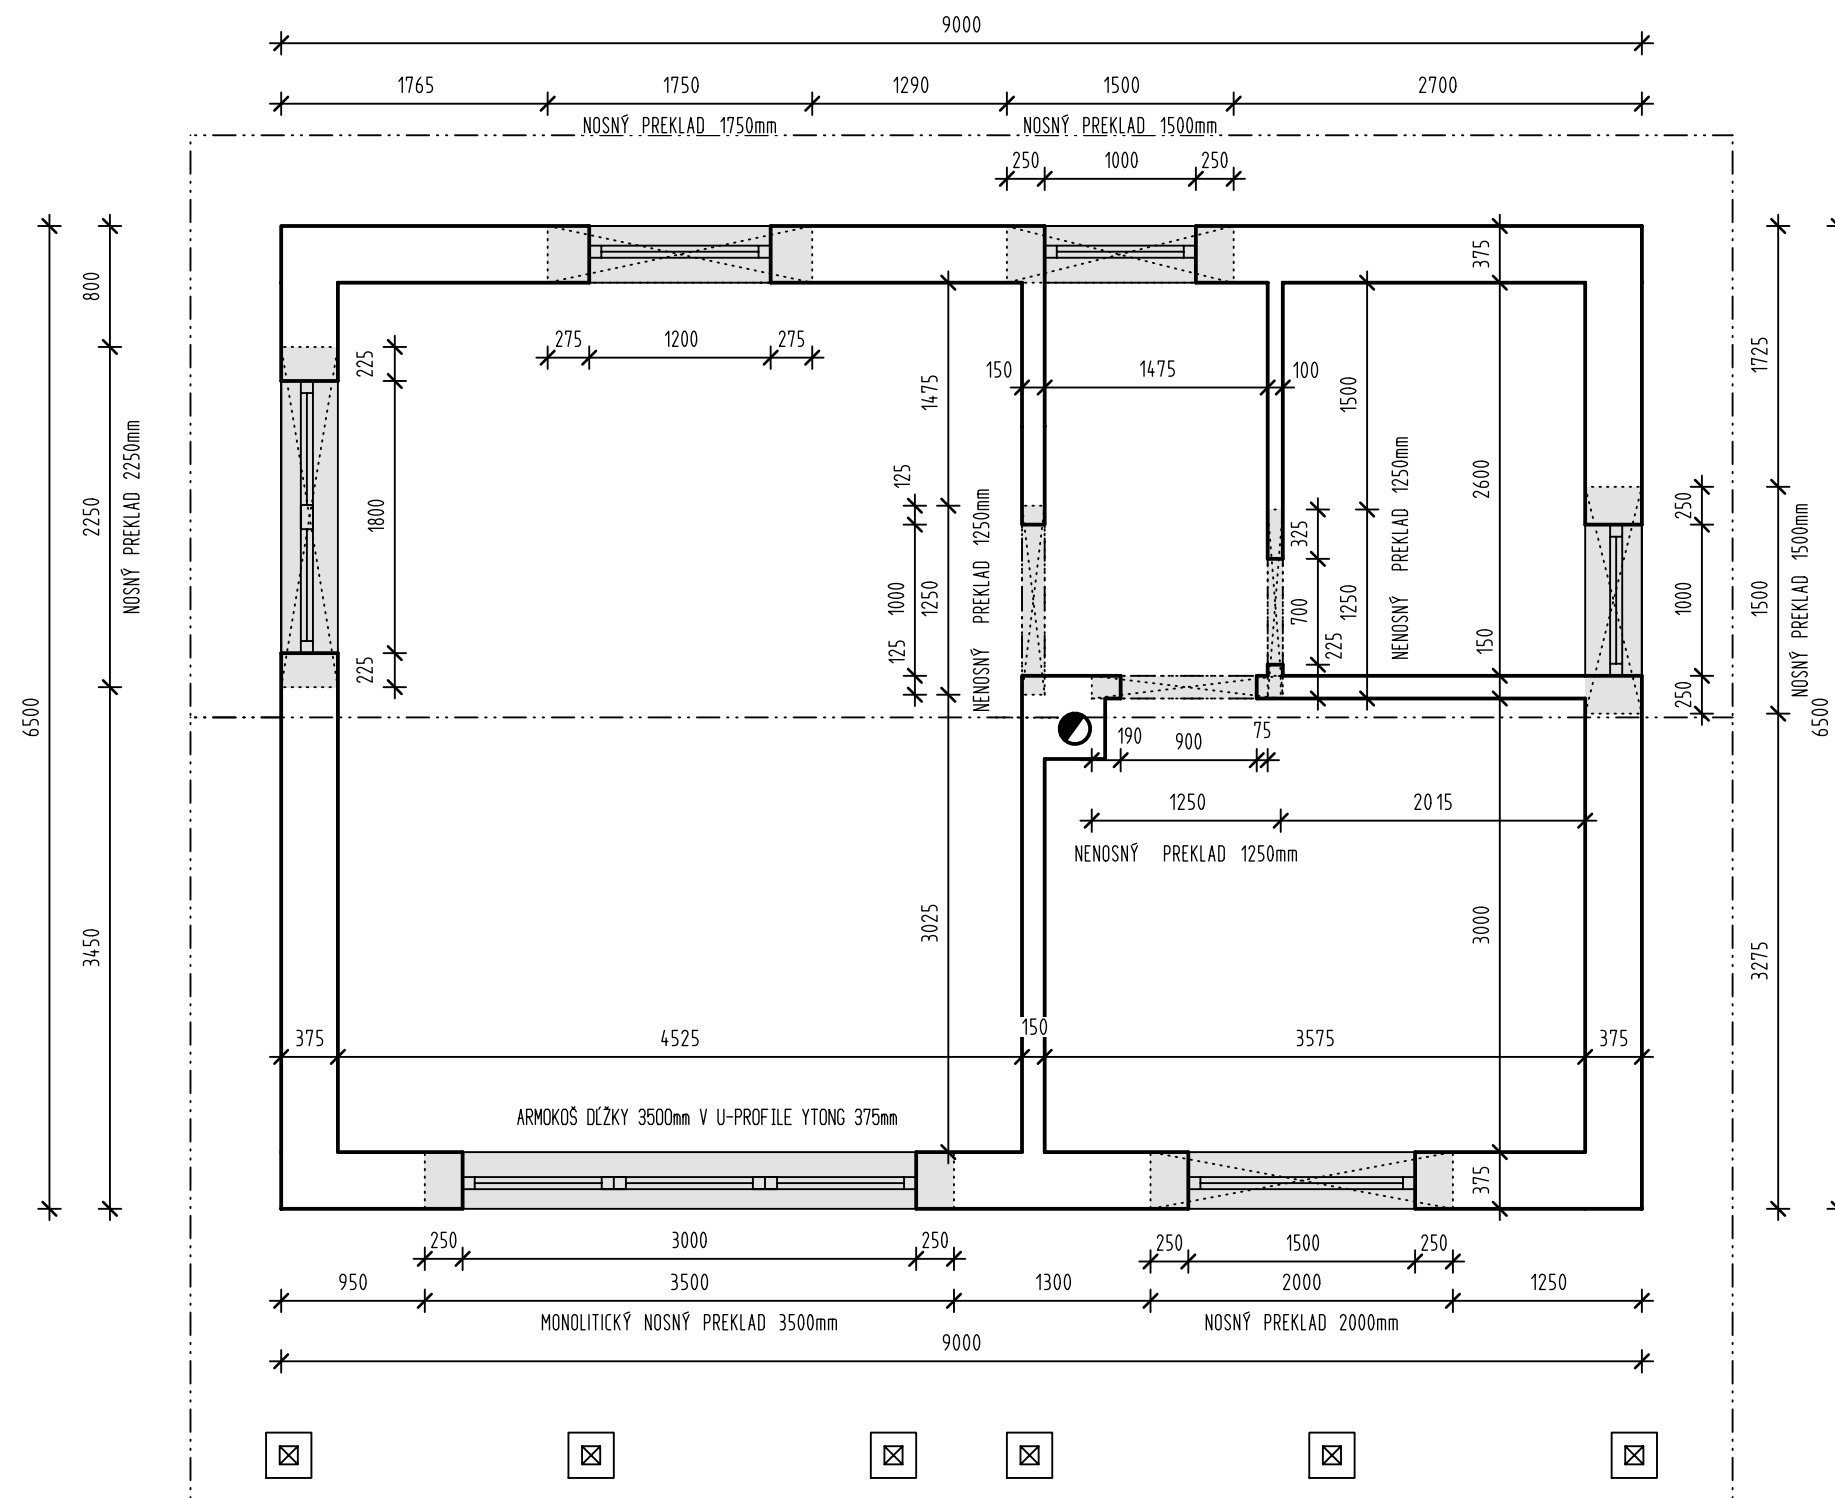 9000
1765 1750 1290 1500 2700
NOSNÝ PREKLAD 1750mm NOSNÝ PREKLAD 1500mm
250 1000 250
375
800
275 1200 275
225
1725
150 1475 100
1475
1500
NOSNÝ PREKLAD 2250mm
2250
1800
125
NENOSNÝ PREKLAD 1250mm
NENOSNÝ PREKLAD 1250mm
2600
250
325
1000
1250
700
1250
1000
1500
NOSNÝ PREKLAD 1500mm
125
225
150
225
250
6500
6500
190 900 75
1250 2015
NENOSNÝ PREKLAD 1250mm
3450
3025
3000
3275
375 4525 150 3575 375
ARMOKOŠ DĹŽKY 3500mm V U-PROFILE YTONG 375mm
375
250 3000 250 250 1500 250
950 3500 1300 2000 1250
MONOLITICKÝ NOSNÝ PREKLAD 3500mm NOSNÝ PREKLAD 2000mm
9000